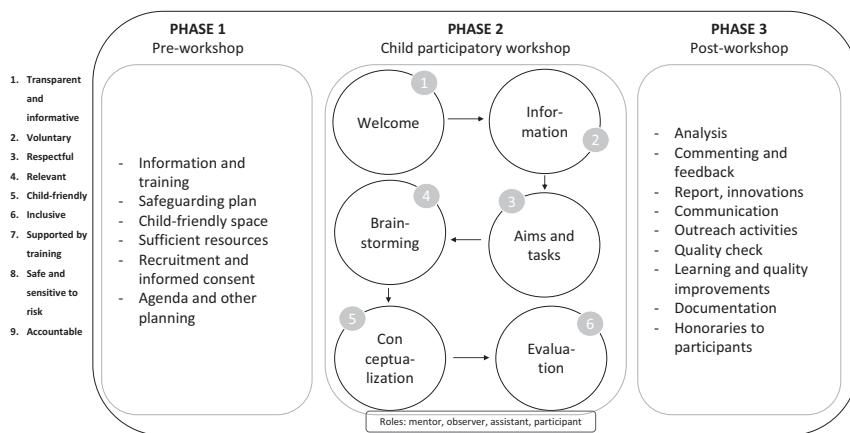 PHASE 1
Pre-workshop
PHASE 2
Child participatory workshop
PHASE 3
Post-workshop
1. Transparent
and
informative
2. Voluntary
3. Respectful
4. Relevant
5. Child-friendly
6. Inclusive
7. Supported by
training
8. Safe and
sensitive to
risk
9. Accountable
- Information and
training
- Safeguarding plan
- Child-friendly space
- Sufficient resources
- Recruitment and
informed consent
- Agenda and other
planning
1
Welcome
2
Infor-
mation
3
Aims and
tasks
4
Brain-
storming
5
Con
ceptua-
lization
6
Evalua-
tion
Roles: mentor, observer, assistant, participant
- Analysis
- Commenting and
feedback
- Report, innovations
- Communication
- Outreach activities
- Quality check
- Learning and quality
improvements
- Documentation
- Honoraries to
participants